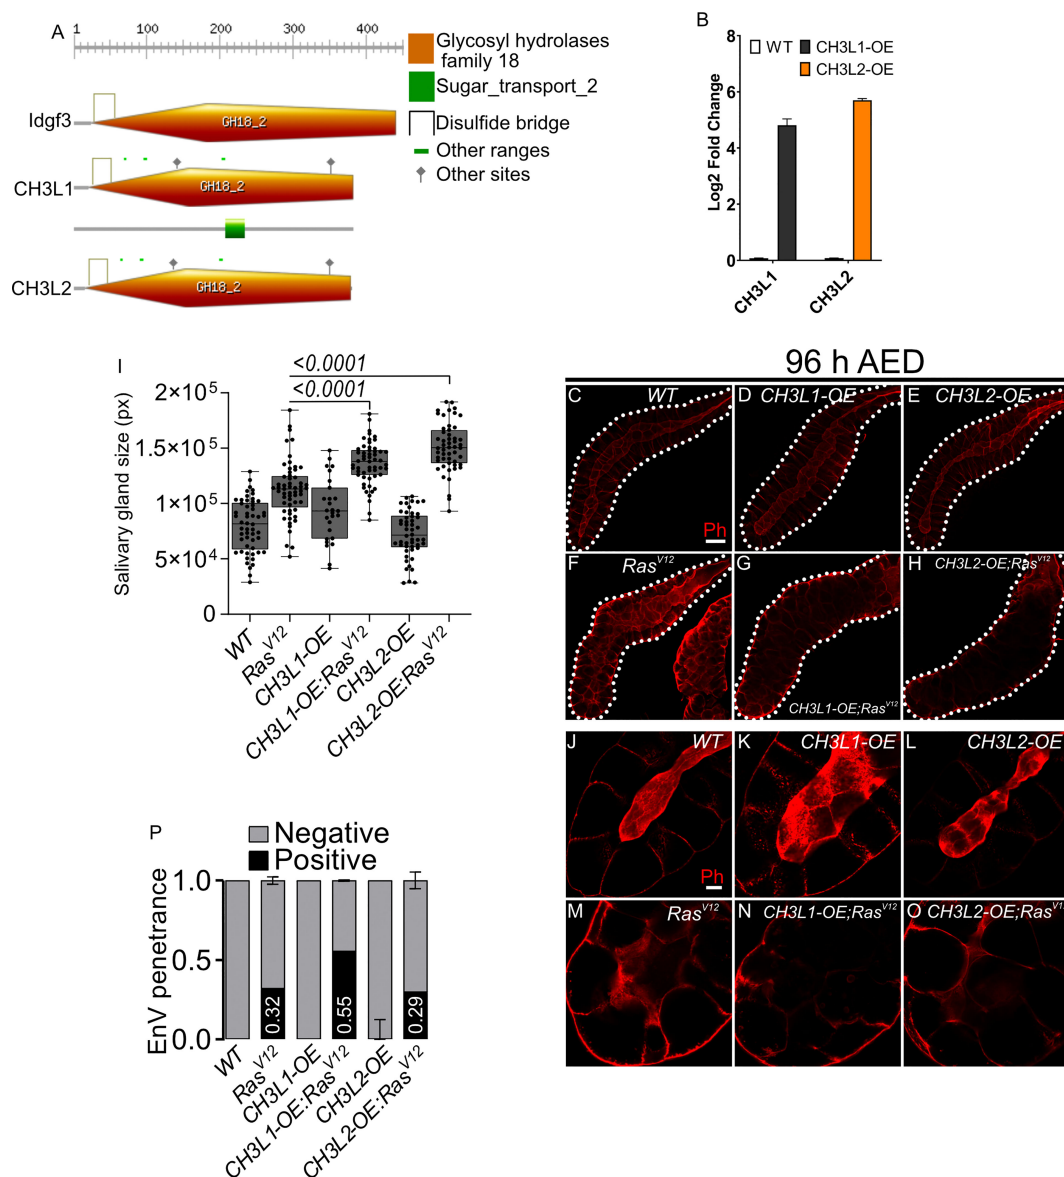 A
1 100 200 300 400
Glycosyl hydrolases
family 18
Sugar_transport_2
Disulfide bridge
Other ranges
Other sites
Idgf3
GH18_2
CH3L1
GH18_2
CH3L2
GH18_2
B
WT CH3L1-OE
CH3L2-OE
Log2 Fold Change
8
6
4
2
0
CH3L1 CH3L2
I
<0.0001
<0.0001
Salivary gland size (px)
2×10^5
1.5×10^5
1×10^5
5×10^4
0
WT
Ras^V12
CH3L1-OE
CH3L1-OE:Ras^V12
CH3L2-OE
CH3L2-OE:Ras^V12
96 h AED
C WT
Ph
D CH3L1-OE
E CH3L2-OE
F Ras^V12
G
CH3L1-OE;Ras^V12
H CH3L2-OE;Ras^V12
J WT
Ph
K CH3L1-OE
L CH3L2-OE
M Ras^V12
N CH3L1-OE;Ras^V12
O CH3L2-OE;Ras^V12
P
Negative
Positive
EnV penetrance
1.0
0.5
0.0
0.32
0.55
0.29
WT
Ras^V12
CH3L1-OE
CH3L1-OE:Ras^V12
CH3L2-OE
CH3L2-OE:Ras^V12